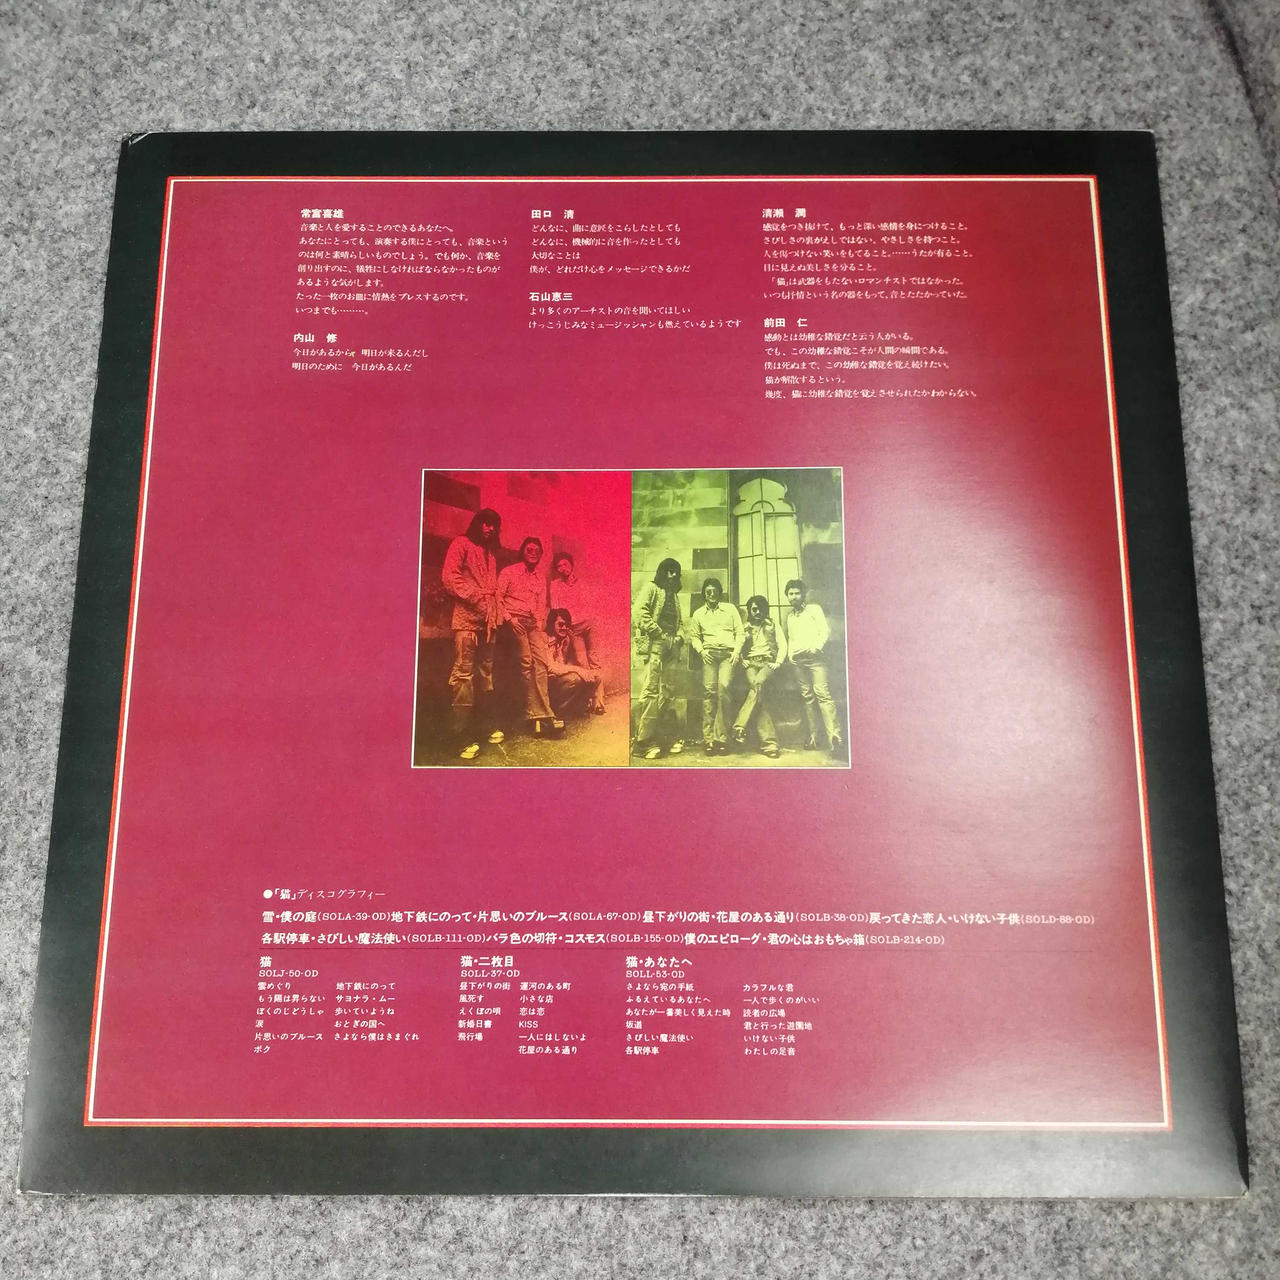 常富喜雄
音楽と人を愛することのできるあなたへ。
あなたにとっても、演奏する僕にとっても、音楽という
のは何と素晴らしいものでしょう。でも何か、音楽を
創り出すのに、犠牲にしなければならなかったものが
あるような気がします。
たった一枚のお皿に情熱をプレスするのです。
いつまでも………。
内山 修
今日があるから 明日が来るんだし
明日のために 今日があるんだ
田口 清
どんなに、曲に意匠をこらしたとしても
どんなに、機械的に音を作ったとしても
大切なことは
僕が、どれだけ心をメッセージできるかだ
石山恵三
より多くのアーチストの音を聞いてほしい
けっこうじみなミュージッシャンも燃えているようです
清瀬 潤
感覚をつき抜けて、もっと深い感情を身につけること。
さびしさの裏がえしではない、やさしさを持つこと。
人を傷つけない笑いをもてること。……うたが有ること。
目に見えぬ美しさを分ること。
「猫」は武器をもたないロマンチストではなかった。
いつも抒情という名の器をもって、音とたたかっていた。
前田 仁
感動とは幼稚な錯覚だと云う人がいる。
でも、この幼稚な錯覚こそが人間の瞬間である。
僕は死ぬまで、この幼稚な錯覚を覚え続けたい。
猫が解散するという。
幾度、猫に幼稚な錯覚を覚えさせられたかわからない。
●「猫」ディスコグラフィー
雪・僕の庭(SOLA-39-OD)地下鉄にのって・片思いのブルース(SOLA-67-OD)昼下がりの街・花屋のある通り(SOLB-38-OD)戻ってきた恋人・いけない子供(SOLD-88-OD)
各駅停車・さびしい魔法使い(SOLB-111-OD)バラ色の切符・コスモス(SOLB-155-OD)僕のエピローグ・君の心はおもちゃ箱(SOLB-214-OD)
猫
SOLJ-50-OD
雲めぐり 地下鉄にのって
もう陽は昇らない サヨナラ・ムー
ぼくのじどうしゃ 歩いていようね
涙 おとぎの国へ
片思いのブルース さよなら僕はきまぐれ
ボク
猫・二枚目
SOLL-37-OD
昼下がりの街 運河のある町
風死す 小さな店
えくぼの唄 恋は恋
新婚日書 KISS
飛行場 一人にはしないよ
花屋のある通り
猫・あなたへ
SOLL-53-OD
さよなら宛の手紙 カラフルな君
ふるえているあなたへ 一人で歩くのがいい
あなたが一番美しく見えた時 読者の広場
坂道 君と行った遊園地
さびしい魔法使い いけない子供
各駅停車 わたしの足音